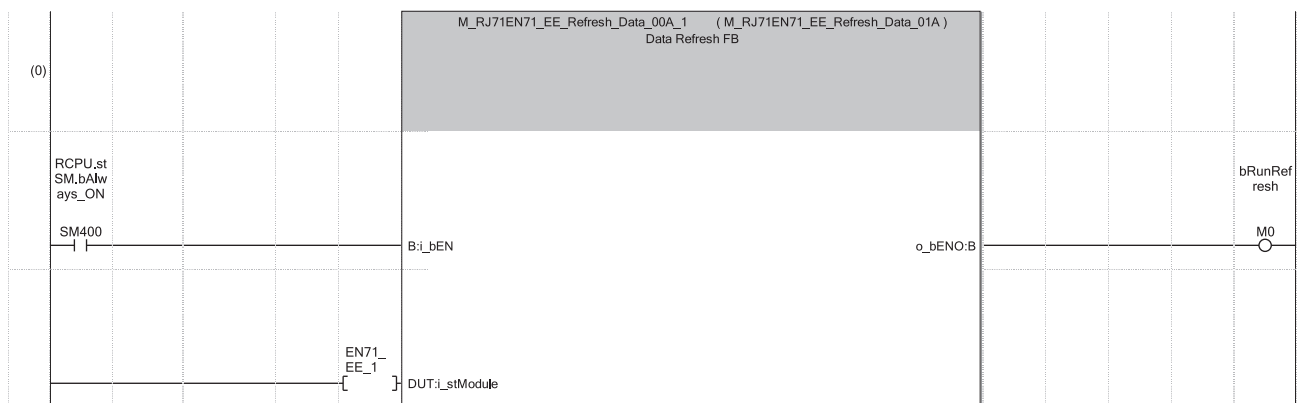 M_RJ71EN71_EE_Refresh_Data_00A_1 ( M_RJ71EN71_EE_Refresh_Data_01A )
Data Refresh FB
(0)
RCPU.st
SM.bAlw
ays_ON
bRunRef
resh
SM400
B:i_bEN
o_bENO:B
M0
EN71_
EE_1
DUT:i_stModule